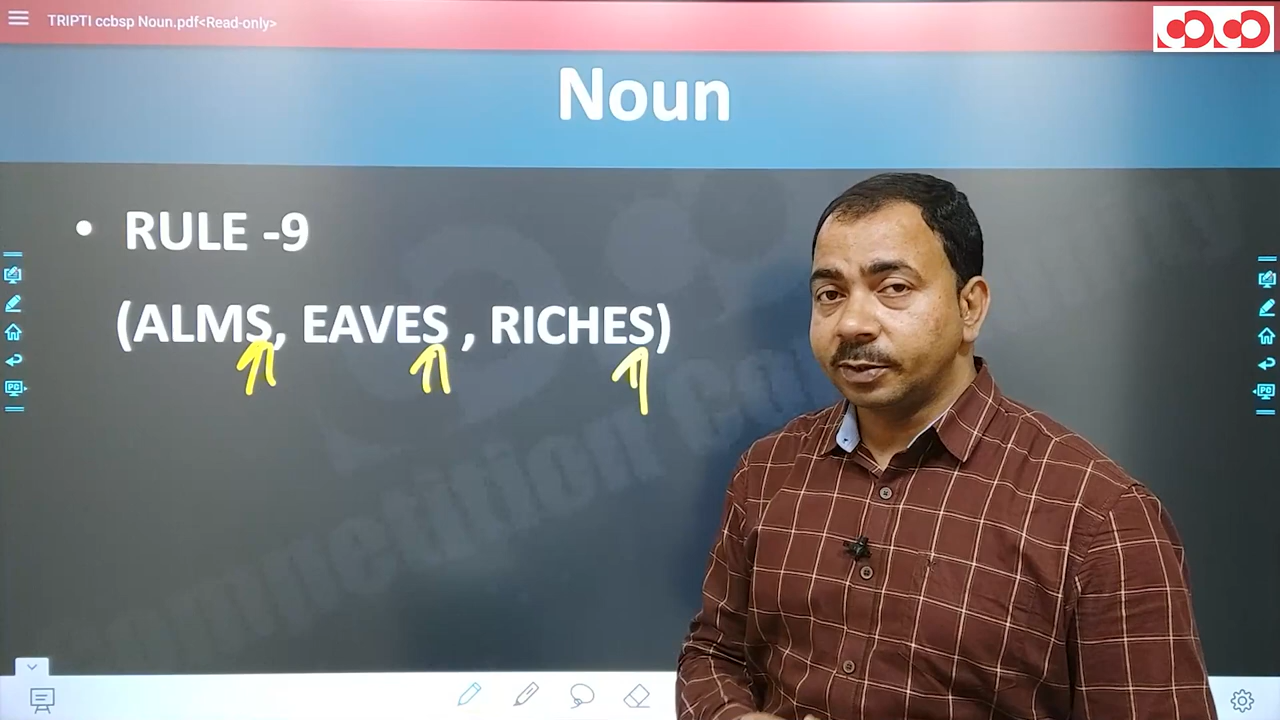 TRIPTI ccbsp Noun.pdf<Read-only>
Noun
• RULE -9
(ALMS, EAVES , RICHES)